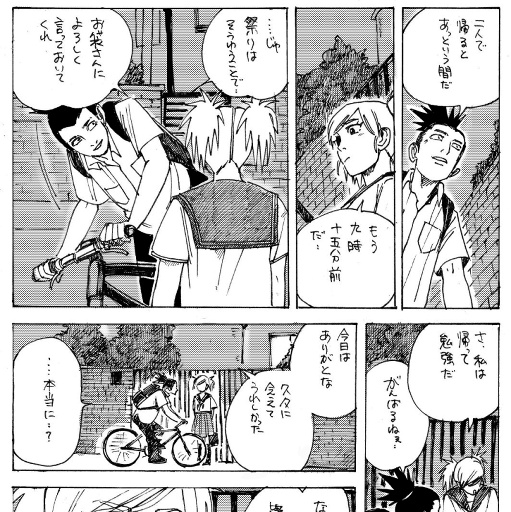 二人で
帰ると
あっという間だ
もう
九時
十五分前
だ…
……じゃ
祭りは
そうゆうことで…
お袋さんに
よろしく
言っておいて
くれ
さ、私は
帰って
勉強だ
がんばるねぇ…
今日は
ありがとな
久々に
会えて
うれしかった
……本当に…?
な